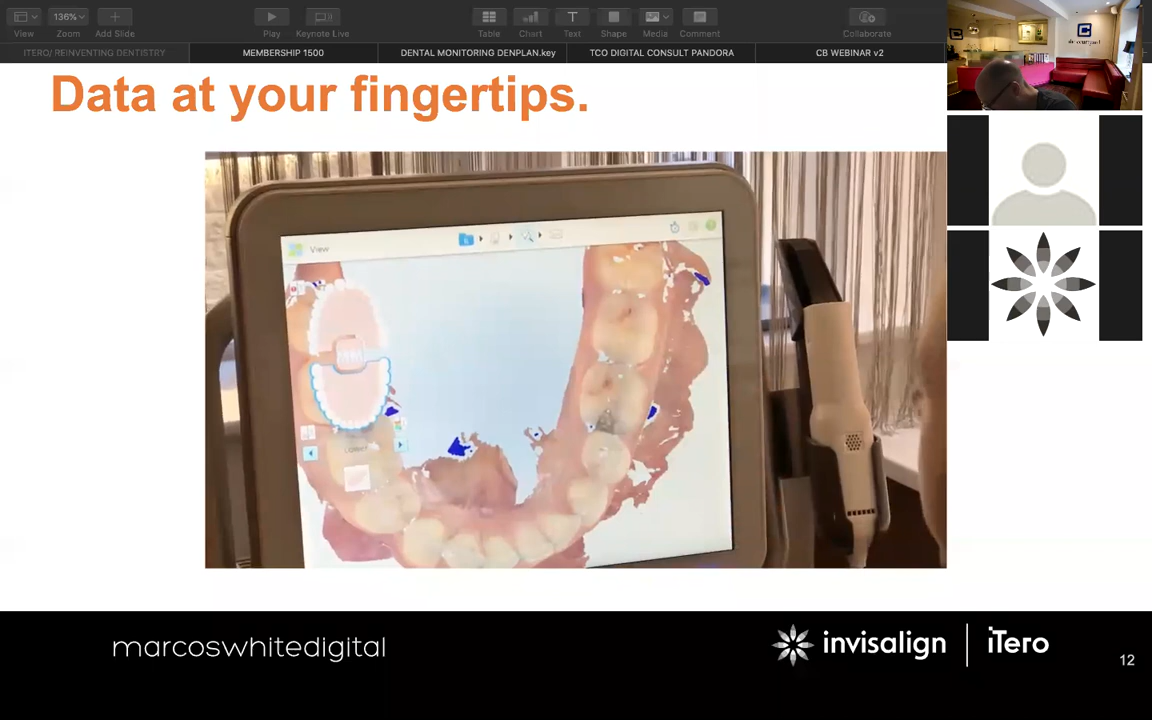 136%
View
Zoom
Add Slide
Play
Keynote Live
Table
Chart
Text
Shape
Media
Comment
Collaborate
ITERO/ REINVENTING DENTISTRY
MEMBERSHIP 1500
DENTAL MONITORING DENPLAN.key
TCO DIGITAL CONSULT PANDORA
CB WEBINAR v2
Data at your fingertips.
View
marcoswhitedigital
invisalign
iTero
12